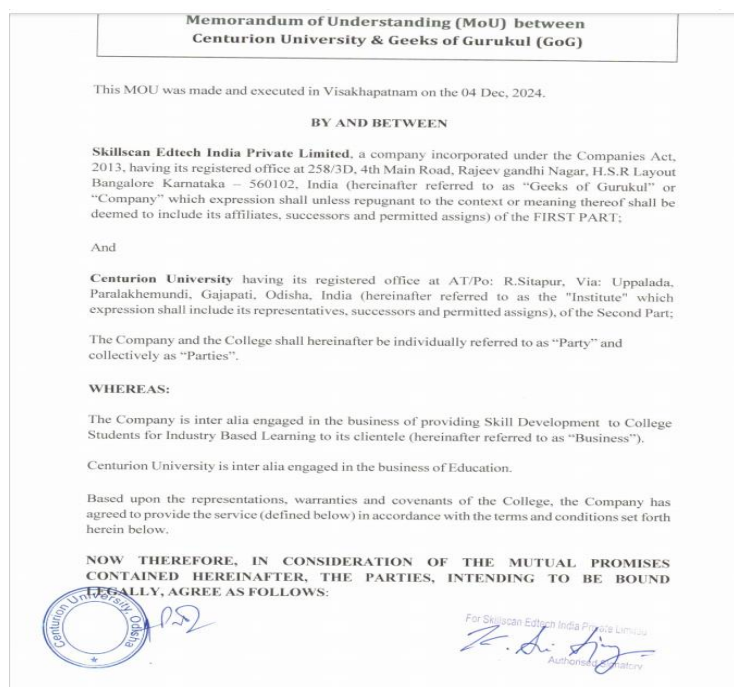 Memorandum of Understanding (MoU) between
Centurion University & Geeks of Gurukul (GoG)
This MOU was made and executed in Visakhapatnam on the 04 Dec, 2024.
BY AND BETWEEN
Skillscan Edtech India Private Limited, a company incorporated under the Companies Act,
2013, having its registered office at 258/3D, 4th Main Road, Rajeev gandhi Nagar, H.S.R Layout
Bangalore Karnataka – 560102, India (hereinafter referred to as “Geeks of Gurukul” or
“Company” which expression shall unless repugnant to the context or meaning thereof shall be
deemed to include its affiliates, successors and permitted assigns) of the FIRST PART;
And
Centurion University having its registered office at AT/Po: R.Sitapur, Via: Uppalada,
Paralakhemundi, Gajapati, Odisha, India (hereinafter referred to as the "Institute" which
expression shall include its representatives, successors and permitted assigns), of the Second Part;
The Company and the College shall hereinafter be individually referred to as “Party” and
collectively as “Parties”.
WHEREAS:
The Company is inter alia engaged in the business of providing Skill Development to College
Students for Industry Based Learning to its clientele (hereinafter referred to as “Business”).
Centurion University is inter alia engaged in the business of Education.
Based upon the representations, warranties and covenants of the College, the Company has
agreed to provide the service (defined below) in accordance with the terms and conditions set forth
herein below.
NOW THEREFORE, IN CONSIDERATION OF THE MUTUAL PROMISES
CONTAINED HEREINAFTER, THE PARTIES, INTENDING TO BE BOUND
LEGALLY, AGREE AS FOLLOWS:
Centurion University, Odisha
For Skillscan Edtech India Private Limited
Authorised Signatory